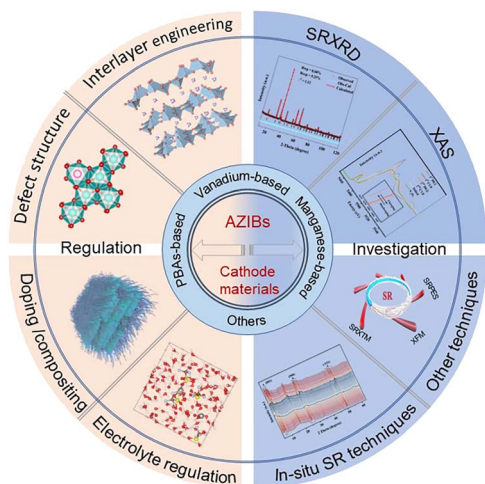 Interlayer engineering
SRXRD
Defect structure
XAS
Vanadium-based
PBAs-based
Manganese-based
AZIBs
Regulation
Investigation
Cathode
materials
Others
SR
SRPES
SRXTM
XFM
Doping /compositing
Other techniques
Electrolyte regulation
In-situ SR techniques